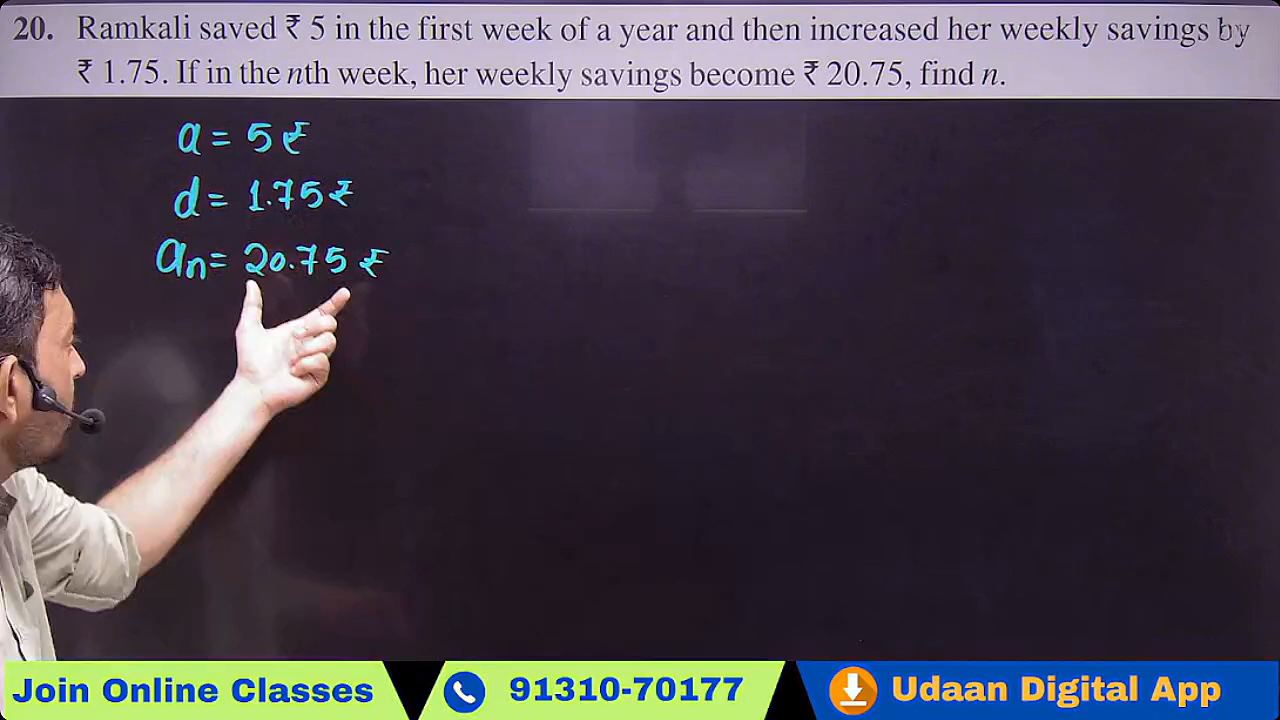 20. Ramkali saved ₹ 5 in the first week of a year and then increased her weekly savings by
₹ 1.75. If in the nth week, her weekly savings become ₹ 20.75, find n.
a = 5 ₹
d = 1.75 ₹
an = 20.75 ₹
Join Online Classes
91310-70177
Udaan Digital App